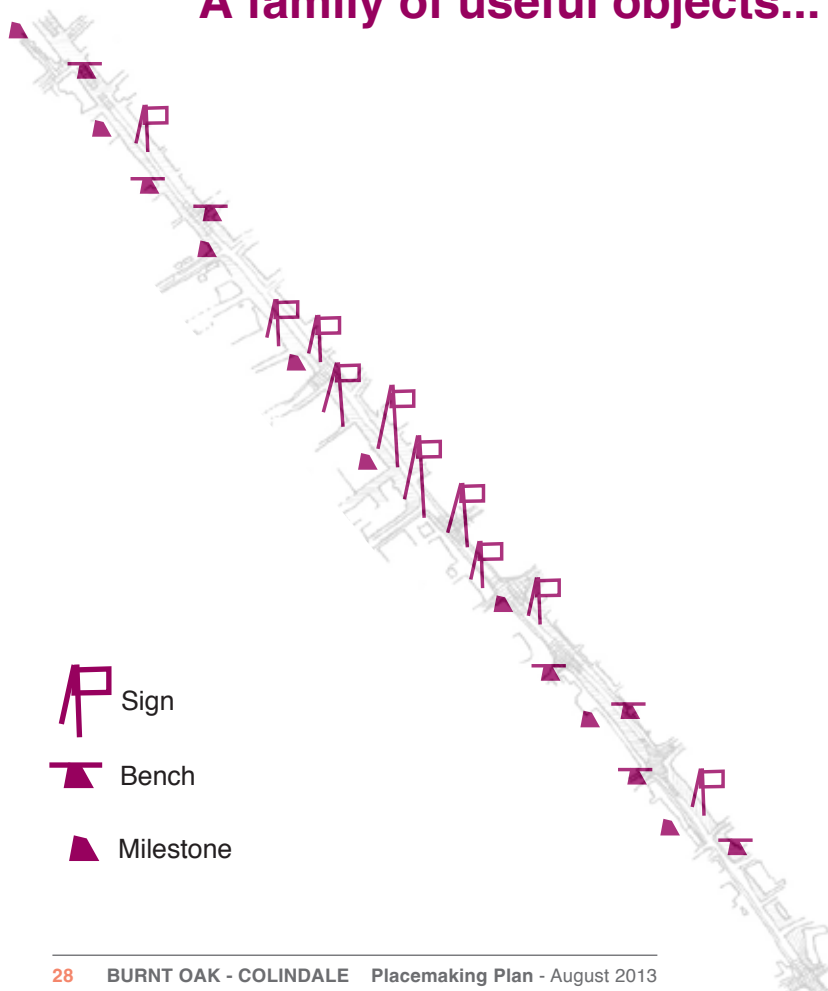 A family of useful objects...
Sign
Bench
Milestone
28 BURNT OAK - COLINDALE Placemaking Plan - August 2013